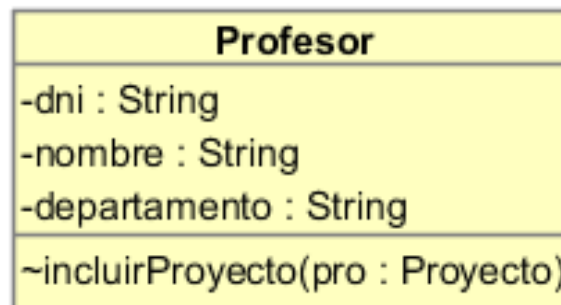 Profesor
-dni : String
-nombre : String
-departamento : String
~incluirProyecto(pro : Proyecto)